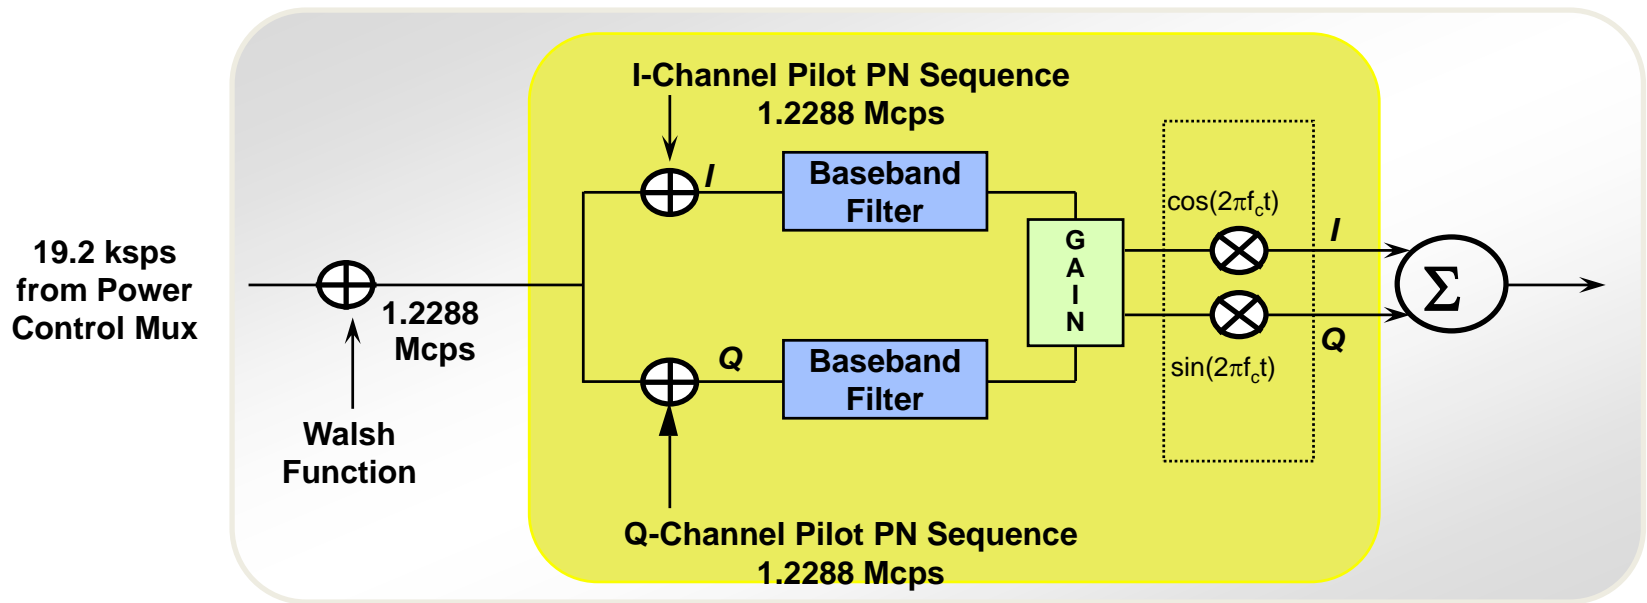 I-Channel Pilot PN Sequence
1.2288 Mcps
I
Baseband
Filter
cos(2πfct)
I
G
A
I
N
19.2 ksps
from Power
Control Mux
1.2288
Mcps
Σ
Q
Baseband
Filter
Q
sin(2πfct)
Walsh
Function
Q-Channel Pilot PN Sequence
1.2288 Mcps